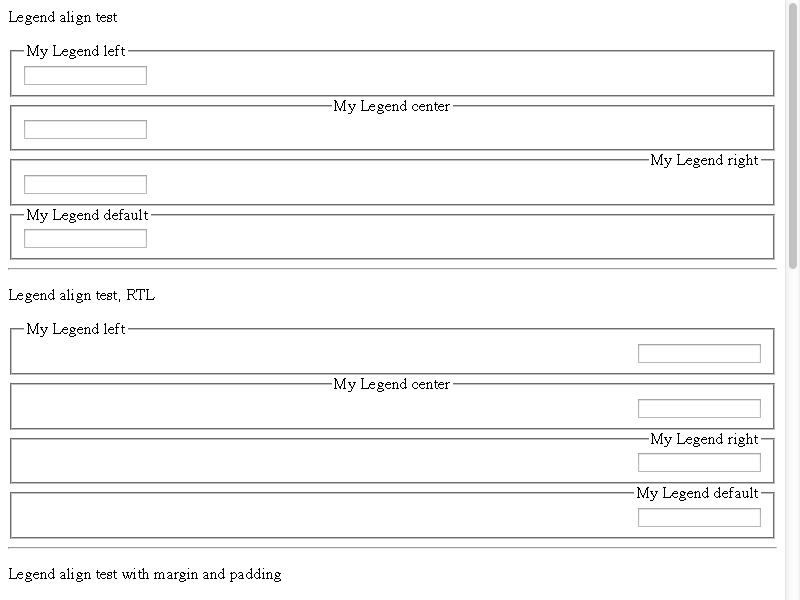 Legend align test
My Legend left
My Legend center
My Legend right
My Legend default
Legend align test, RTL
My Legend left
My Legend center
My Legend right
My Legend default
Legend align test with margin and padding